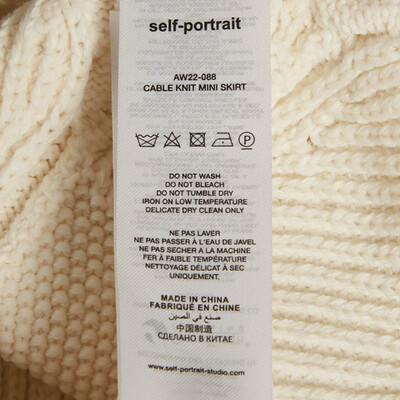 self-portrait
AW22-088
CABLE KNIT MINI SKIRT
P
DO NOT WASH
DO NOT BLEACH
DO NOT TUMBLE DRY
IRON ON LOW TEMPERATURE
DELICATE DRY CLEAN ONLY
NE PAS LAVER
NE PAS PASSER À L'EAU DE JAVEL
NE PAS SECHER A LA MACHINE
FER À FAIBLE TEMPÉRATURE
NETTOYAGE DÉLICAT À SEC
UNIQUEMENT.
MADE IN CHINA
FABRIQUÉ EN CHINE
صنع في الصين
中国制造
СДЕЛАНО В КИТАЕ
www.self-portrait-studio.com